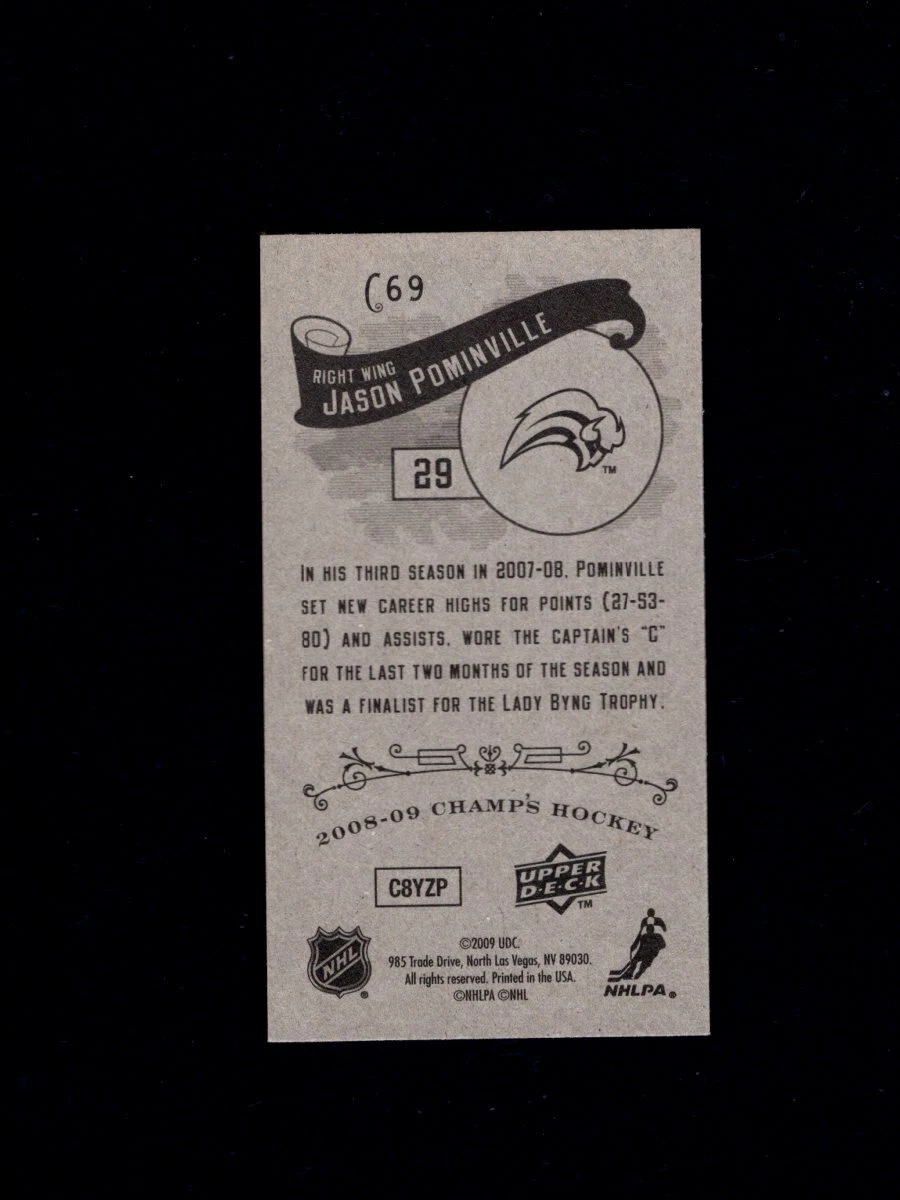 C69
RIGHT WING
JASON POMINVILLE
TM
29
IN HIS THIRD SEASON IN 2007-08, POMINVILLE
SET NEW CAREER HIGHS FOR POINTS (27-53-
80) AND ASSISTS, WORE THE CAPTAIN'S "C"
FOR THE LAST TWO MONTHS OF THE SEASON AND
WAS A FINALIST FOR THE LADY BYNG TROPHY.
2008-09 CHAMP'S HOCKEY
C8YZP
UPPER
D·E·C·K
TM
©2009 UDC.
985 Trade Drive, North Las Vegas, NV 89030.
All rights reserved. Printed in the USA.
©NHLPA ©NHL
NHL®
NHLPA®